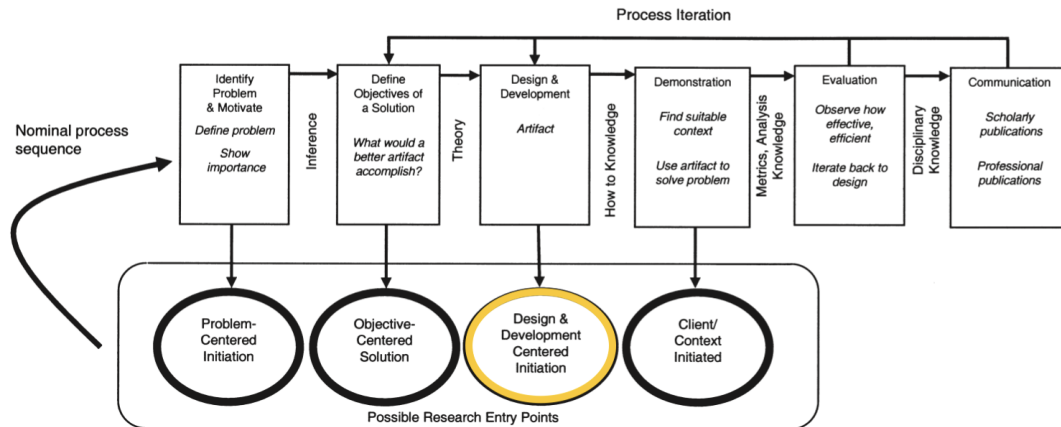 Process Iteration
Nominal process
sequence
Identify
Problem
& Motivate
Define problem
Show
importance
Inference
Define
Objectives of
a Solution
What would a
better artifact
accomplish?
Theory
Design &
Development
Artifact
How to Knowledge
Demonstration
Find suitable
context
Use artifact to
solve problem
Metrics, Analysis
Knowledge
Evaluation
Observe how
effective,
efficient
Iterate back to
design
Disciplinary
Knowledge
Communication
Scholarly
publications
Professional
publications
Problem-
Centered
Initiation
Objective-
Centered
Solution
Design &
Development
Centered
Initiation
Client/
Context
Initiated
Possible Research Entry Points